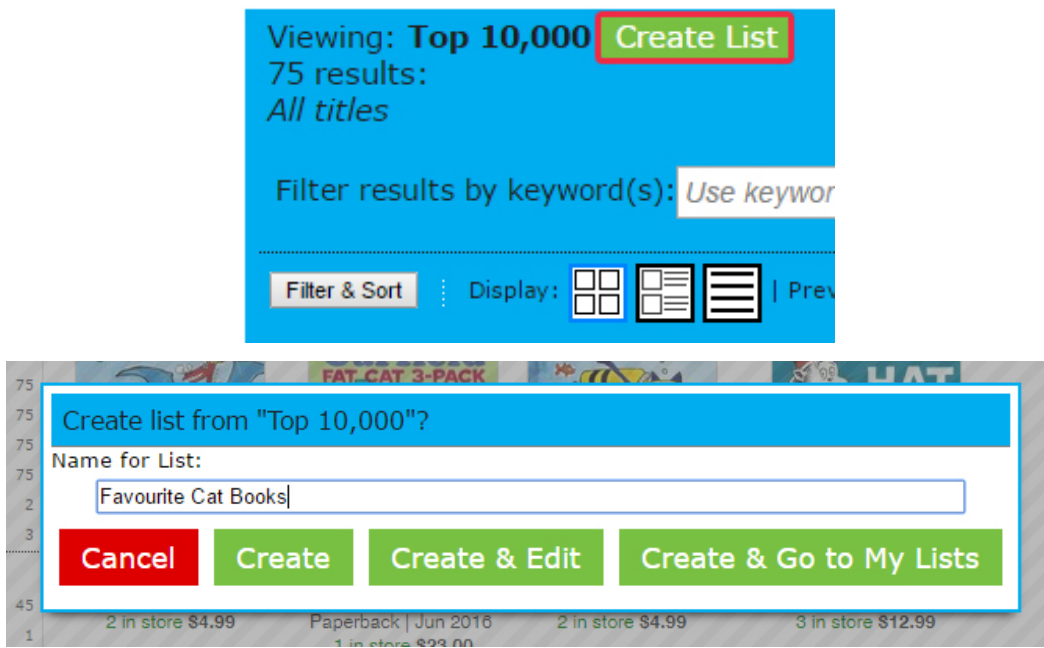 Viewing: Top 10,000 Create List
75 results:
All titles
Filter results by keyword(s): Use keywor
Filter & Sort Display: | Prev
75
FAT CAT 3-PACK
HAT
75
Create list from "Top 10,000"?
75
Name for List:
75
Favourite Cat Books
2
3
Cancel Create Create & Edit Create & Go to My Lists
45
2 in store $4.99 Paperback | Jun 2016 2 in store $4.99 3 in store $12.99
1
1 in store $23.00